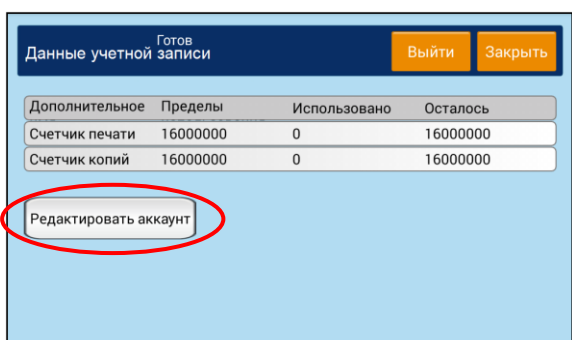 Готов
Данные учетной записи
Выйти
Закрыть
Дополнительное Пределы Использовано Осталось
Счетчик печати 16000000 0 16000000
Счетчик копий 16000000 0 16000000
Редактировать аккаунт